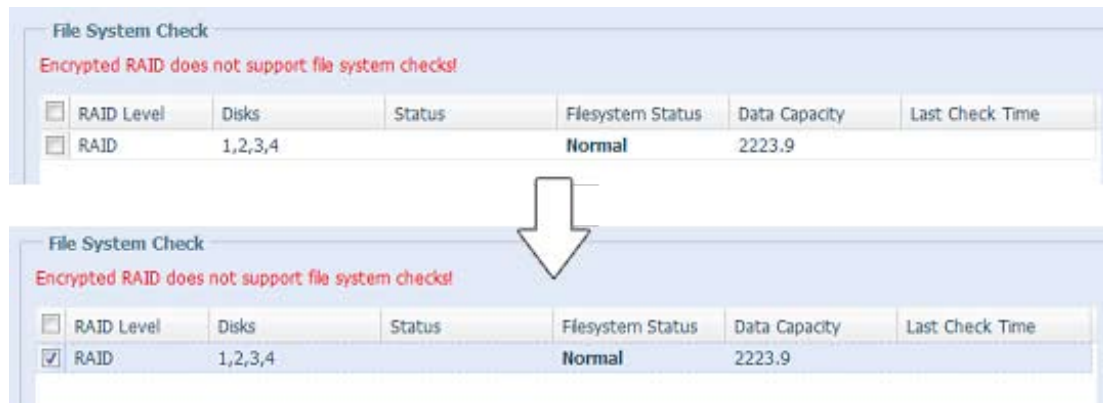 File System Check
Encrypted RAID does not support file system checks!
RAID Level Disks Status Filesystem Status Data Capacity Last Check Time
RAID 1,2,3,4 Normal 2223.9
File System Check
Encrypted RAID does not support file system checks!
RAID Level Disks Status Filesystem Status Data Capacity Last Check Time
RAID 1,2,3,4 Normal 2223.9